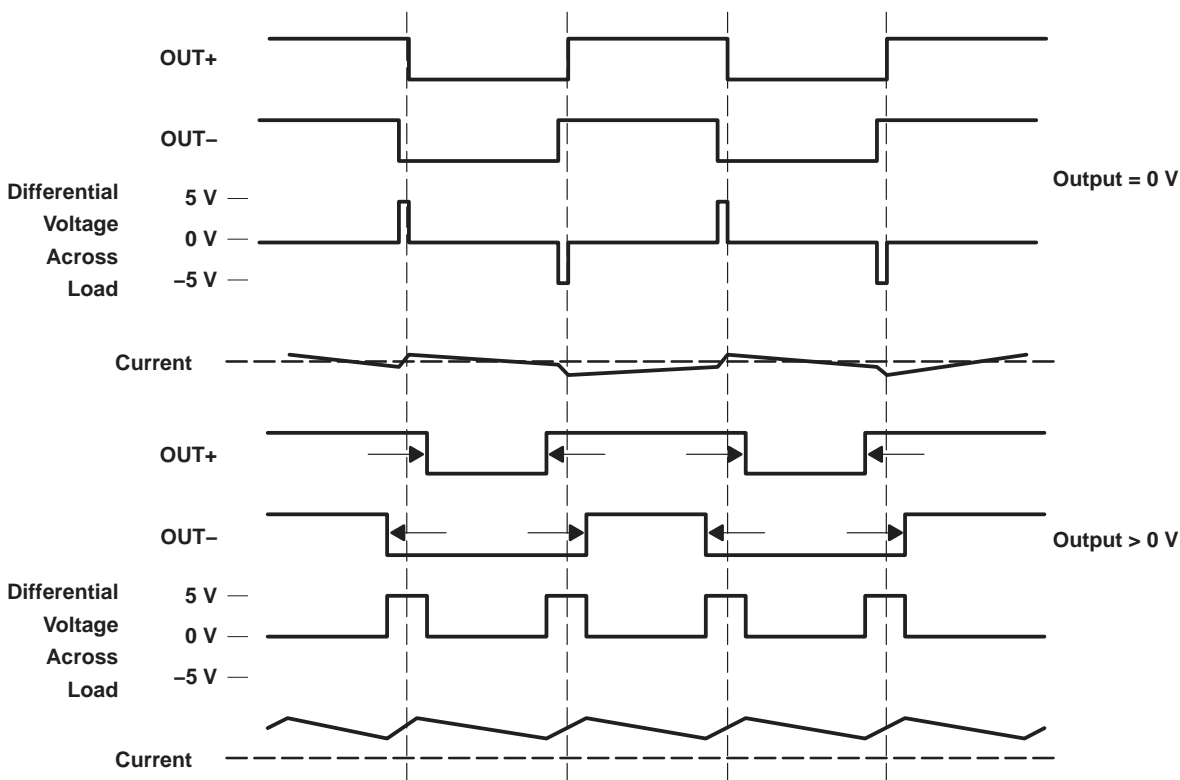 OUT+
OUT–
Differential
Voltage
Across
Load
5 V
0 V
–5 V
Output = 0 V
Current
OUT+
OUT–
Differential
Voltage
Across
Load
5 V
0 V
–5 V
Output > 0 V
Current